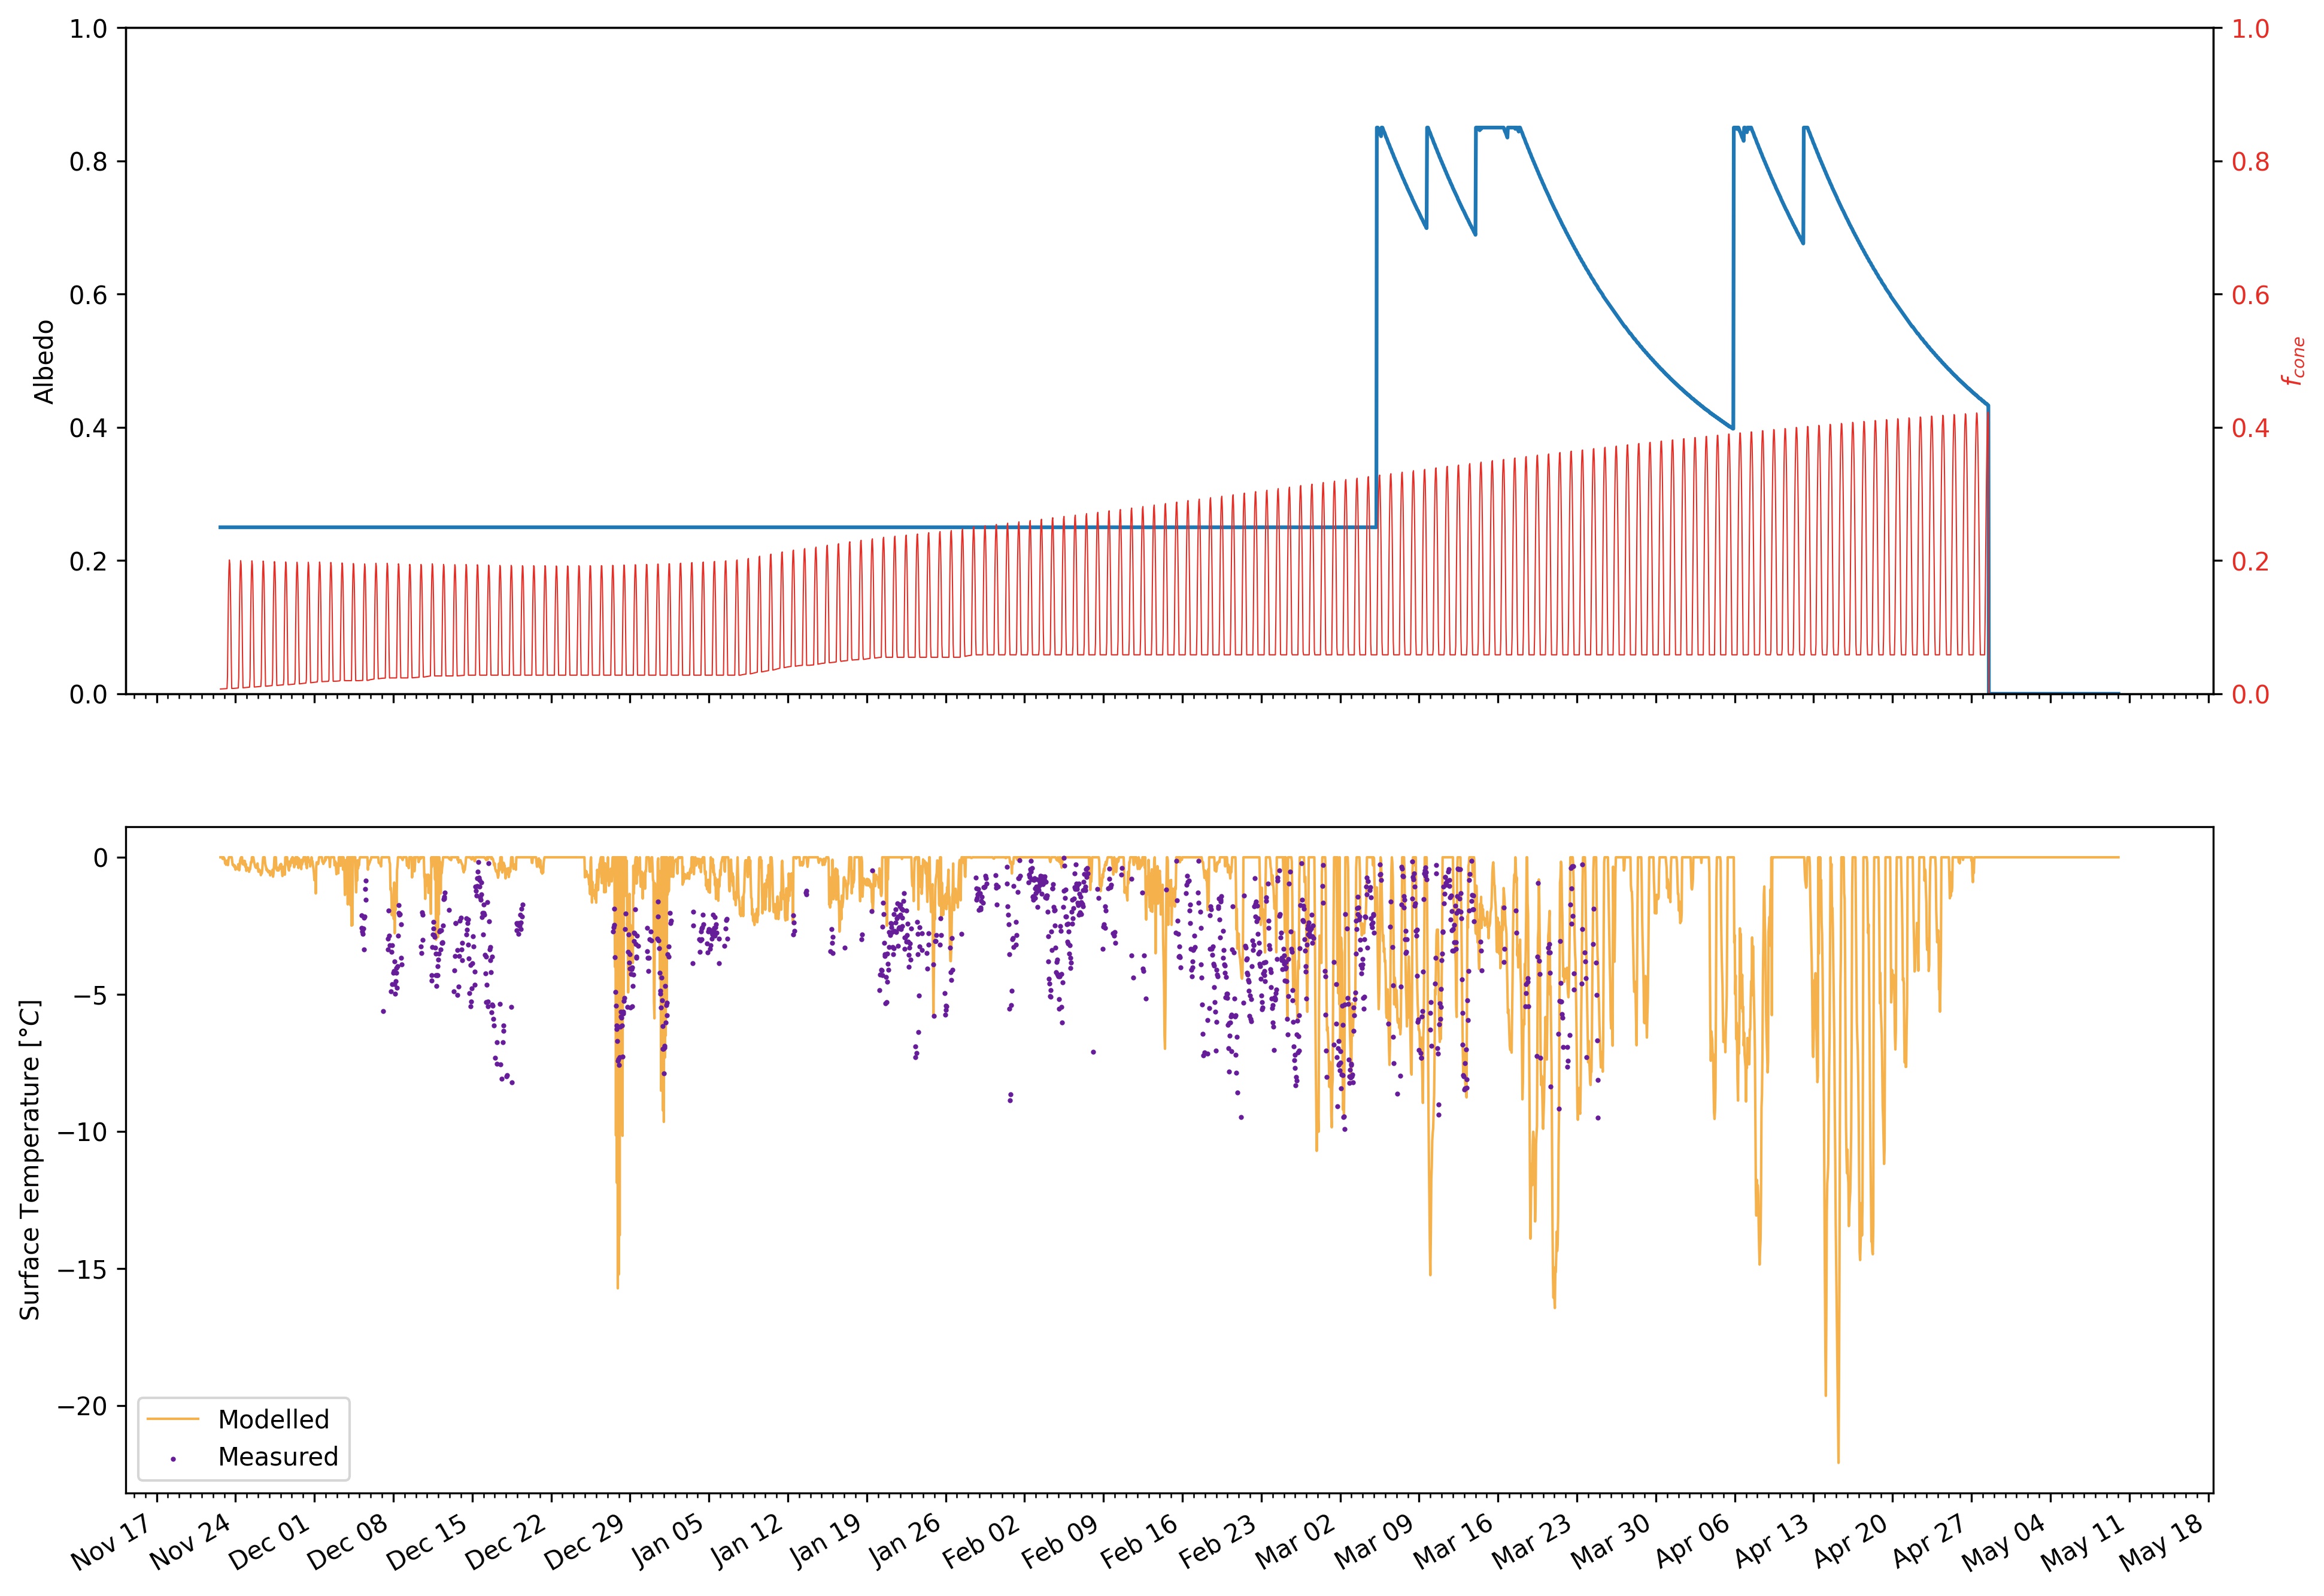 1.0
0.8
0.6
0.4
0.2
0.0
Albedo
1.0
0.8
0.6
0.4
0.2
0.0
f_cone
0
−5
−10
−15
−20
Surface Temperature [°C]
Modelled
Measured
Nov 17
Nov 24
Dec 01
Dec 08
Dec 15
Dec 22
Dec 29
Jan 05
Jan 12
Jan 19
Jan 26
Feb 02
Feb 09
Feb 16
Feb 23
Mar 02
Mar 09
Mar 16
Mar 23
Mar 30
Apr 06
Apr 13
Apr 20
Apr 27
May 04
May 11
May 18